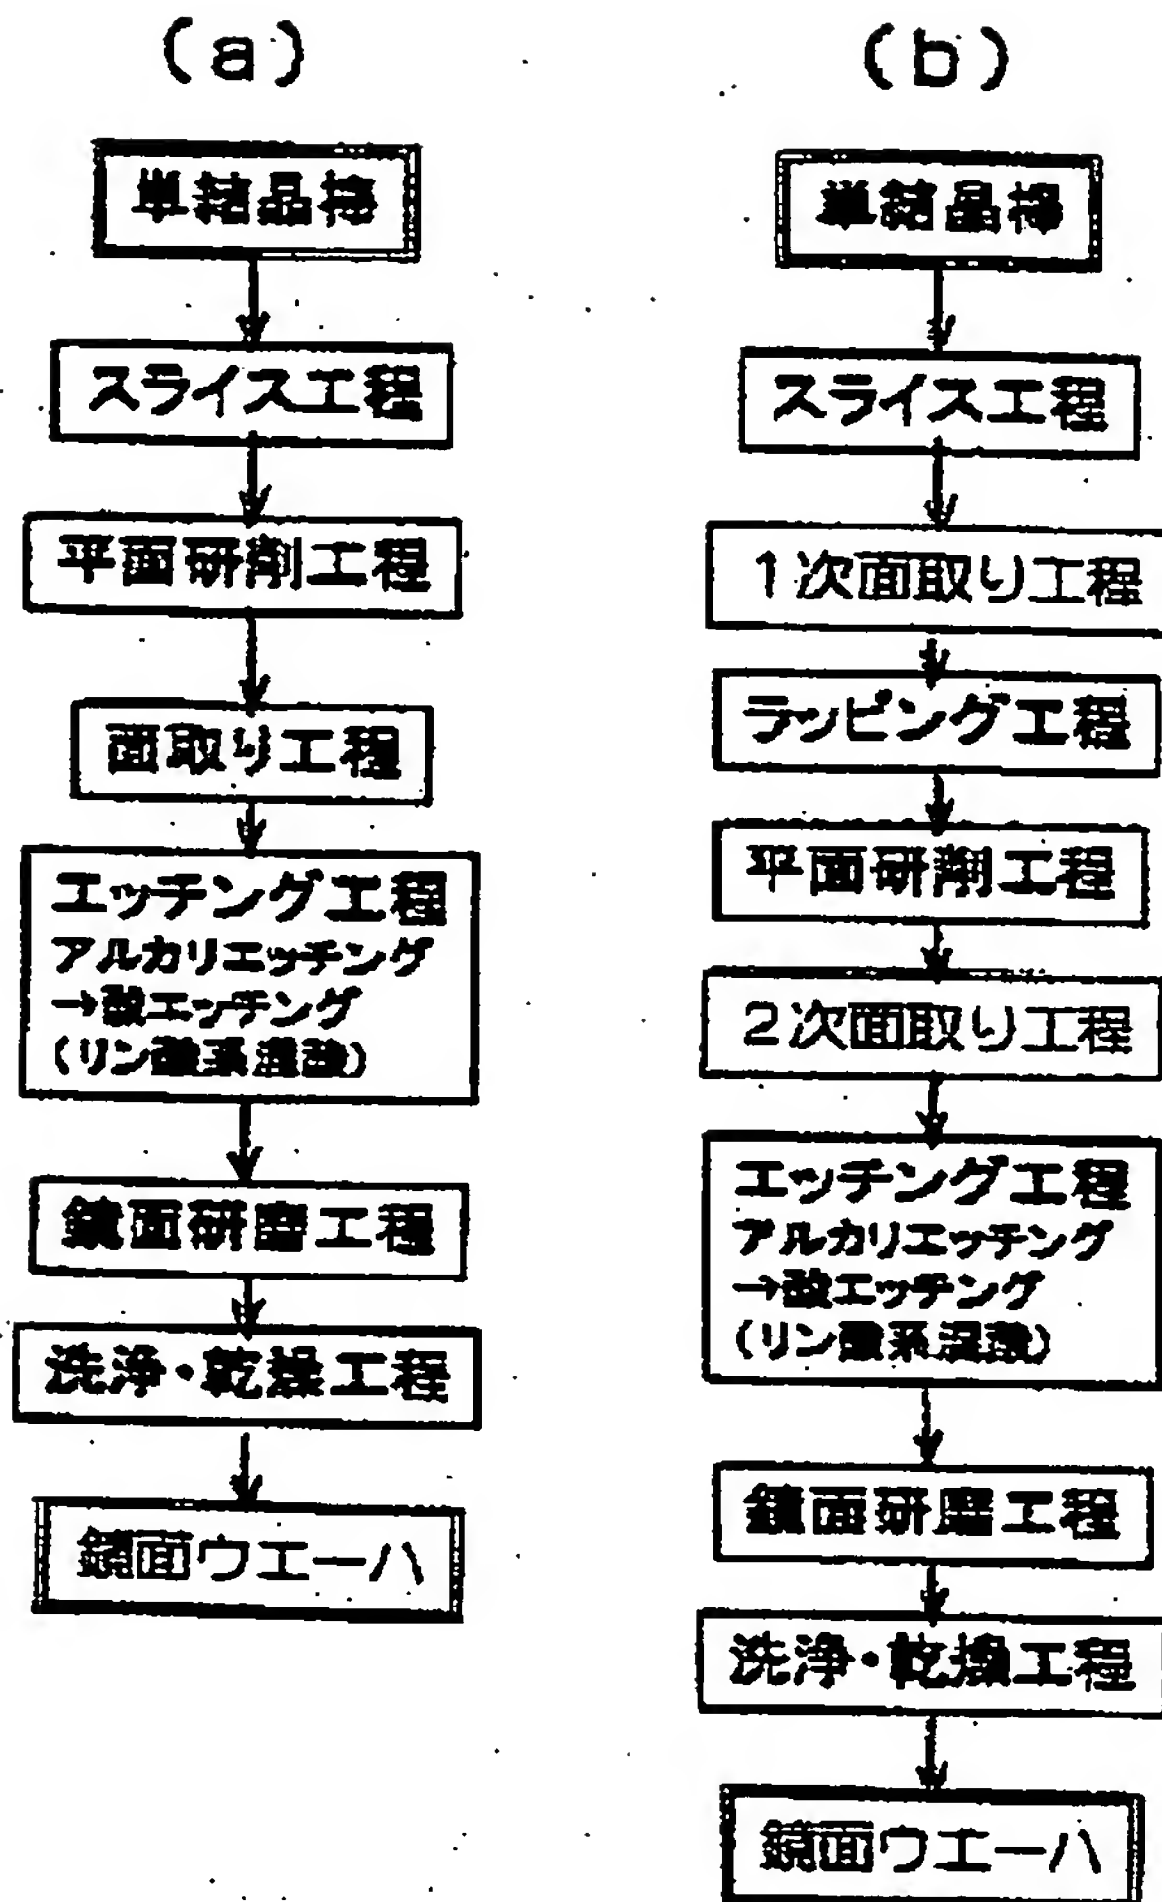 (a)
単結晶棒
スライス工程
平面研削工程
面取り工程
エッチング工程
アルカリエッチング
→酸エッチング
(リン酸系混酸)
鏡面研磨工程
洗浄・乾燥工程
鏡面ウエーハ
(b)
単結晶棒
スライス工程
1次面取り工程
ラッピング工程
平面研削工程
2次面取り工程
エッチング工程
アルカリエッチング
→酸エッチング
(リン酸系混酸)
鏡面研磨工程
洗浄・乾燥工程
鏡面ウエーハ